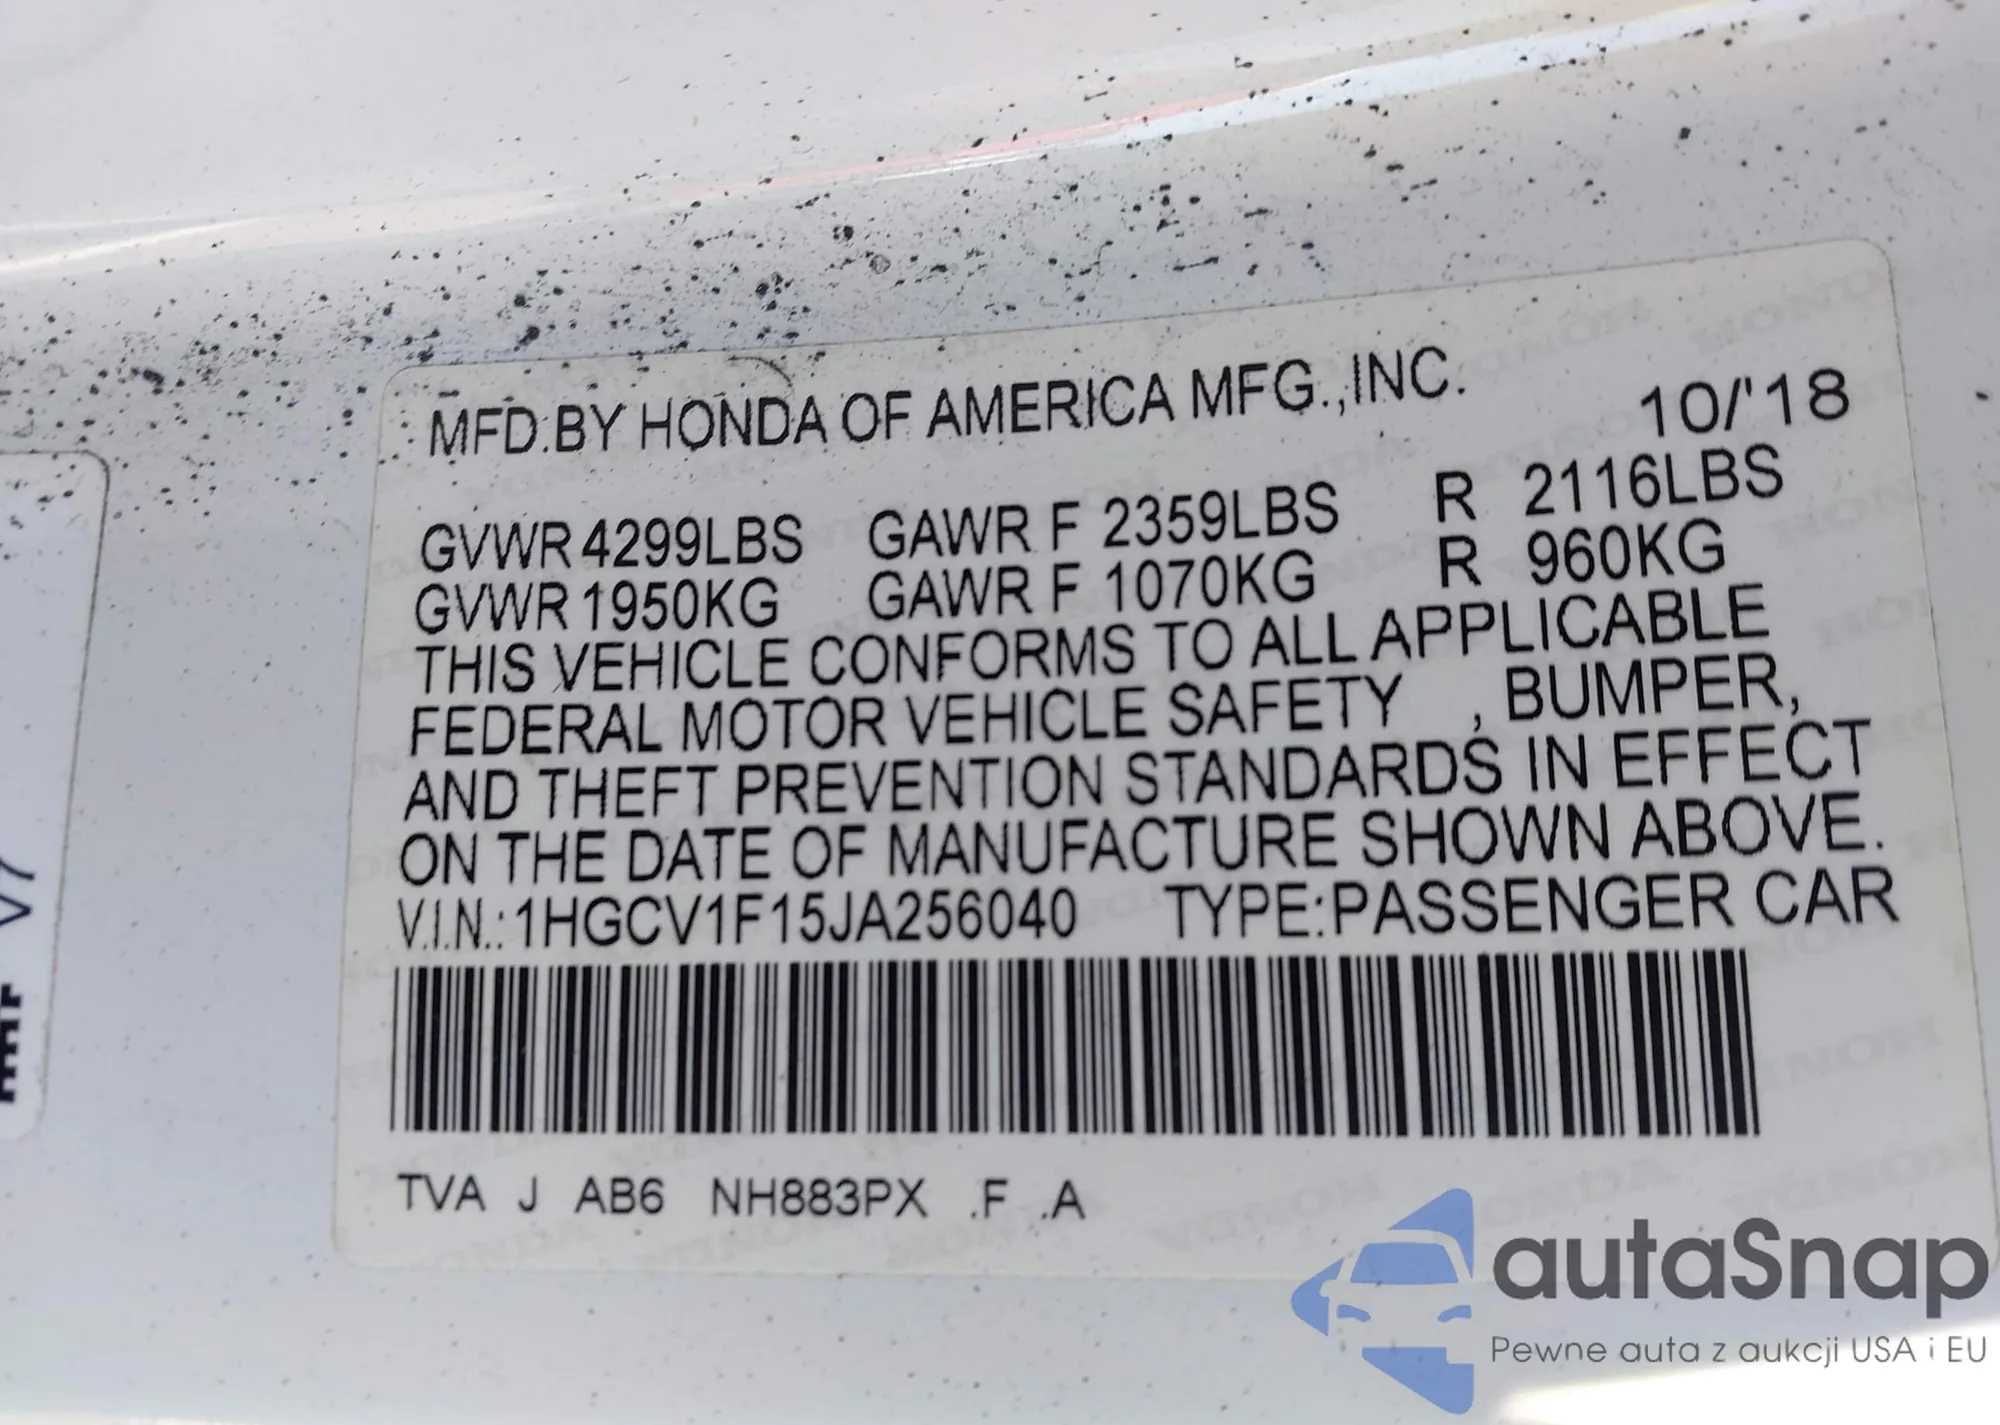 MFD.BY HONDA OF AMERICA MFG.,INC. 10/'18
GVWR 4299LBS GAWR F 2359LBS R 2116LBS
GVWR 1950KG GAWR F 1070KG R 960KG
THIS VEHICLE CONFORMS TO ALL APPLICABLE
FEDERAL MOTOR VEHICLE SAFETY , BUMPER,
AND THEFT PREVENTION STANDARDS IN EFFECT
ON THE DATE OF MANUFACTURE SHOWN ABOVE.
V.I.N.:1HGCV1F15JA256040 TYPE:PASSENGER CAR
TVA J AB6 NH883PX .F .A
V7
autaSnap
Pewne auta z aukcji USA i EU